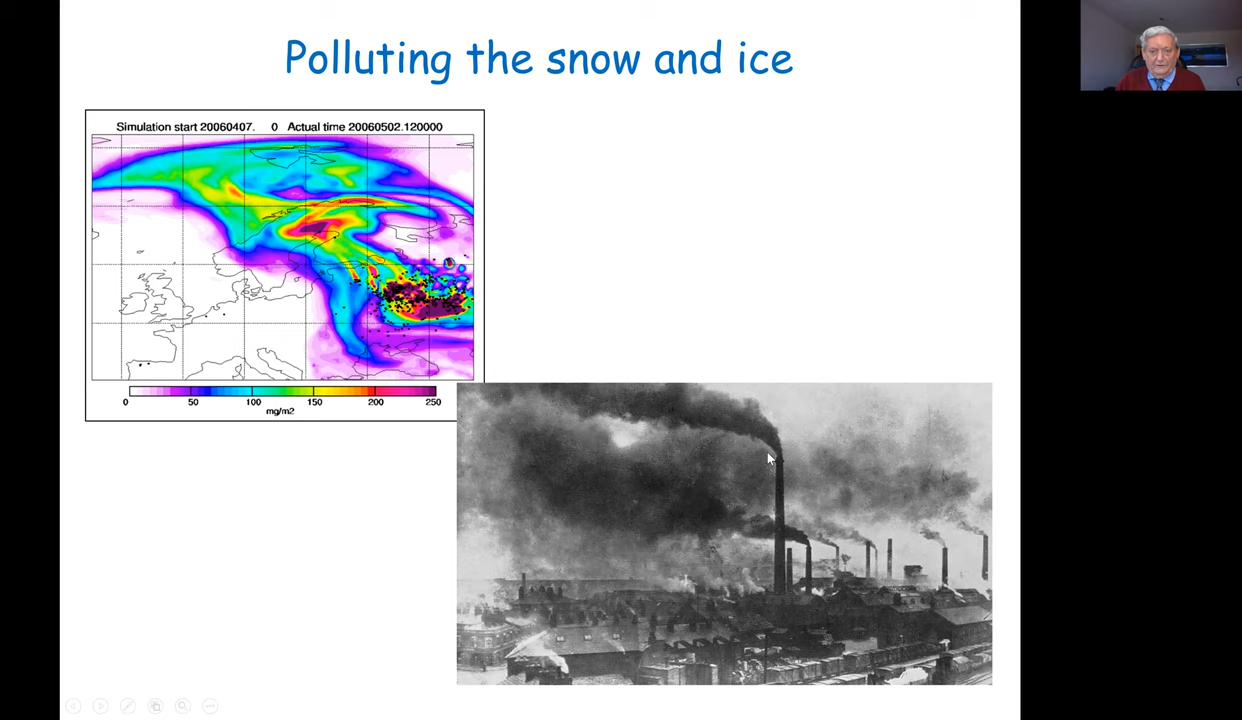 Polluting the snow and ice
Simulation start 20060407. 0 Actual time 20060502.120000
0 50 100 150 200 250
mg/m2